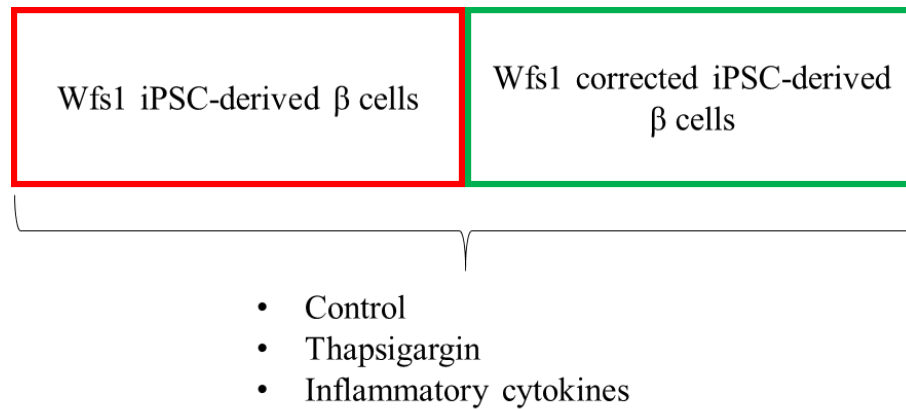 Wfs1 iPSC-derived β cells
Wfs1 corrected iPSC-derived
β cells
• Control
• Thapsigargin
• Inflammatory cytokines